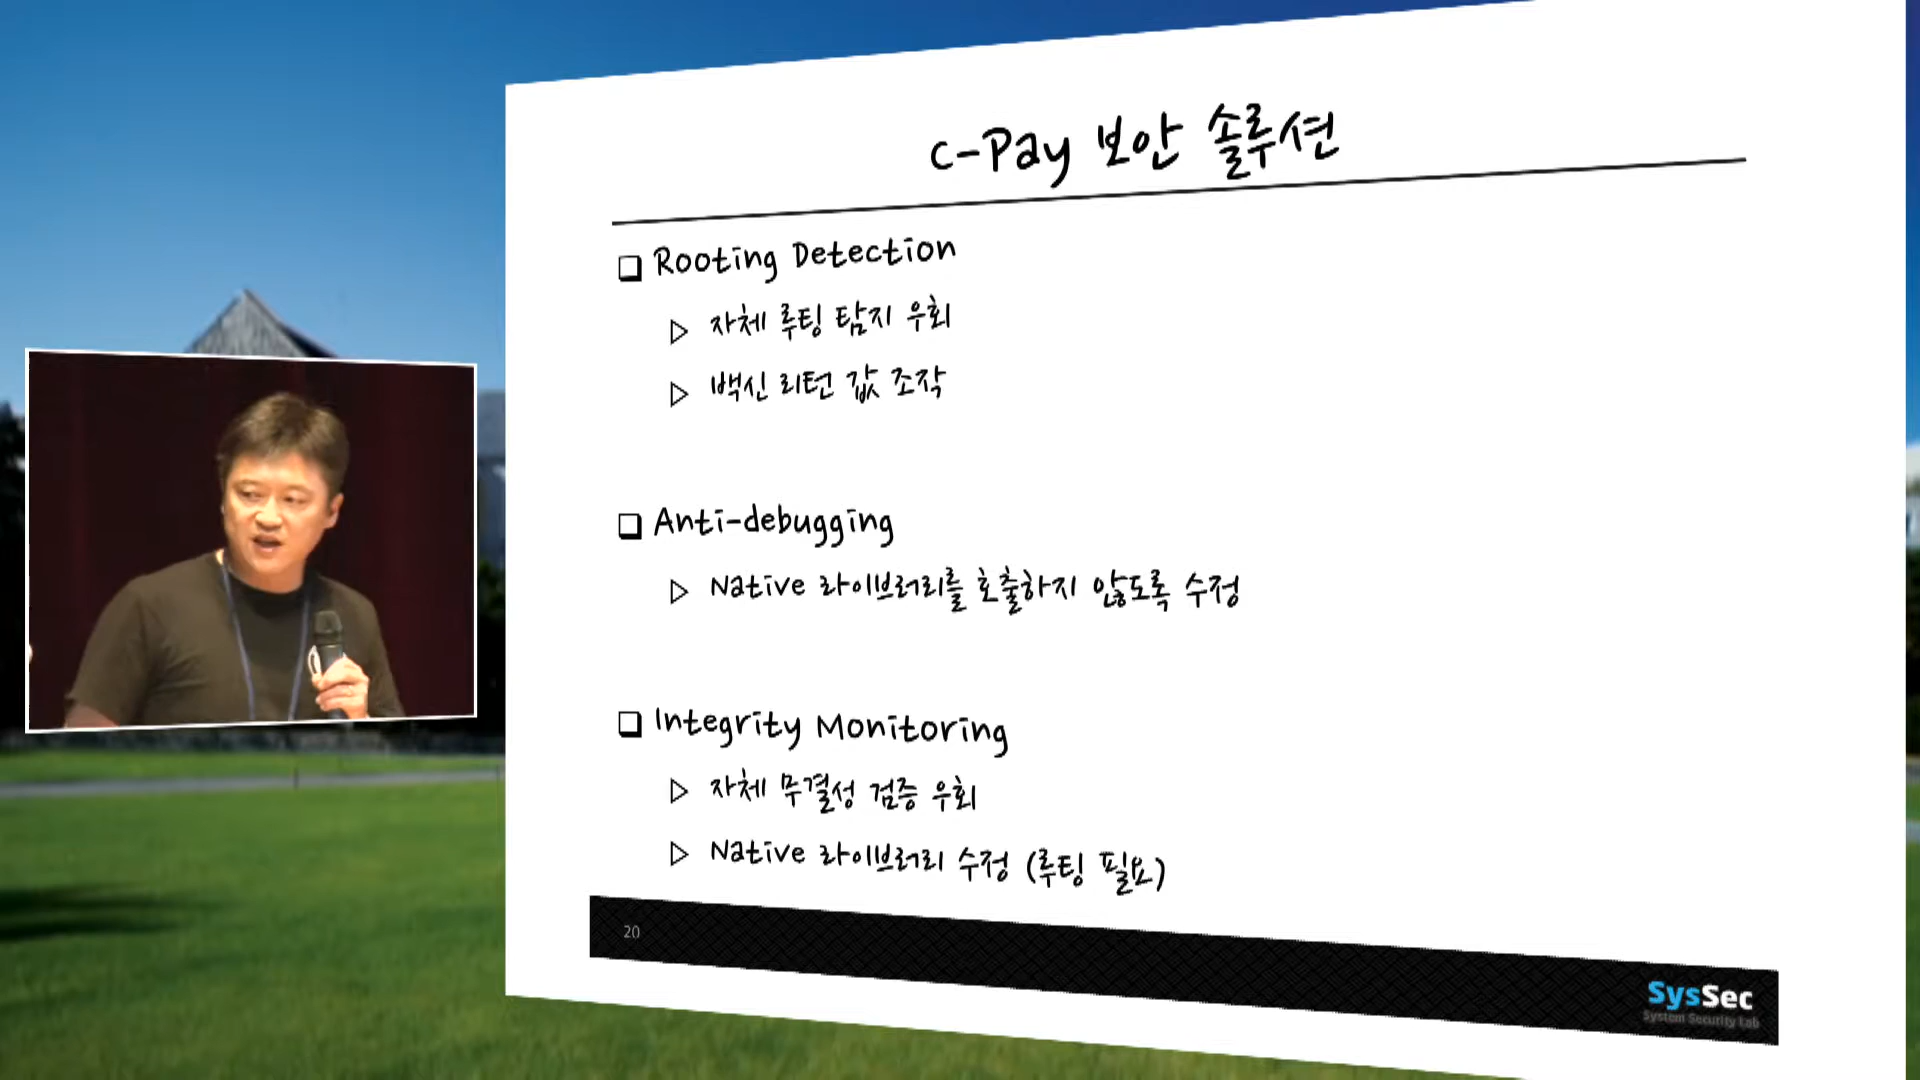 c-Pay 보안 솔루션
Rooting Detection
자체 루팅 탐지 우회
백신 리턴 값 조작
Anti-debugging
Native 라이브러리를 호출하지 않도록 수정
Integrity Monitoring
자체 무결성 검증 우회
Native 라이브러리 수정 (루팅 필요)
20
SysSec
System Security Lab